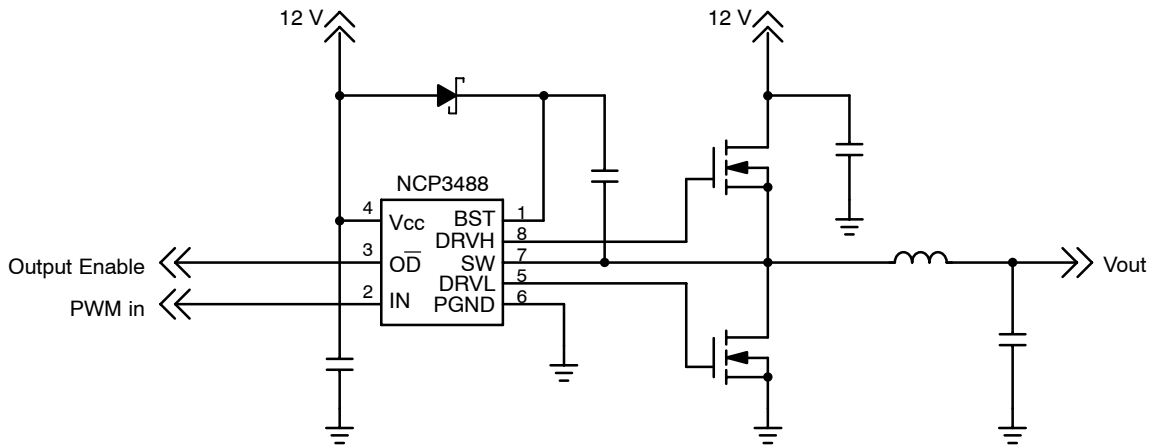 12 V
12 V
NCP3488
4
Vcc
BST
1
DRVH
8
Output Enable
3
OD̅
SW
7
DRVL
5
PWM in
2
IN
PGND
6
Vout